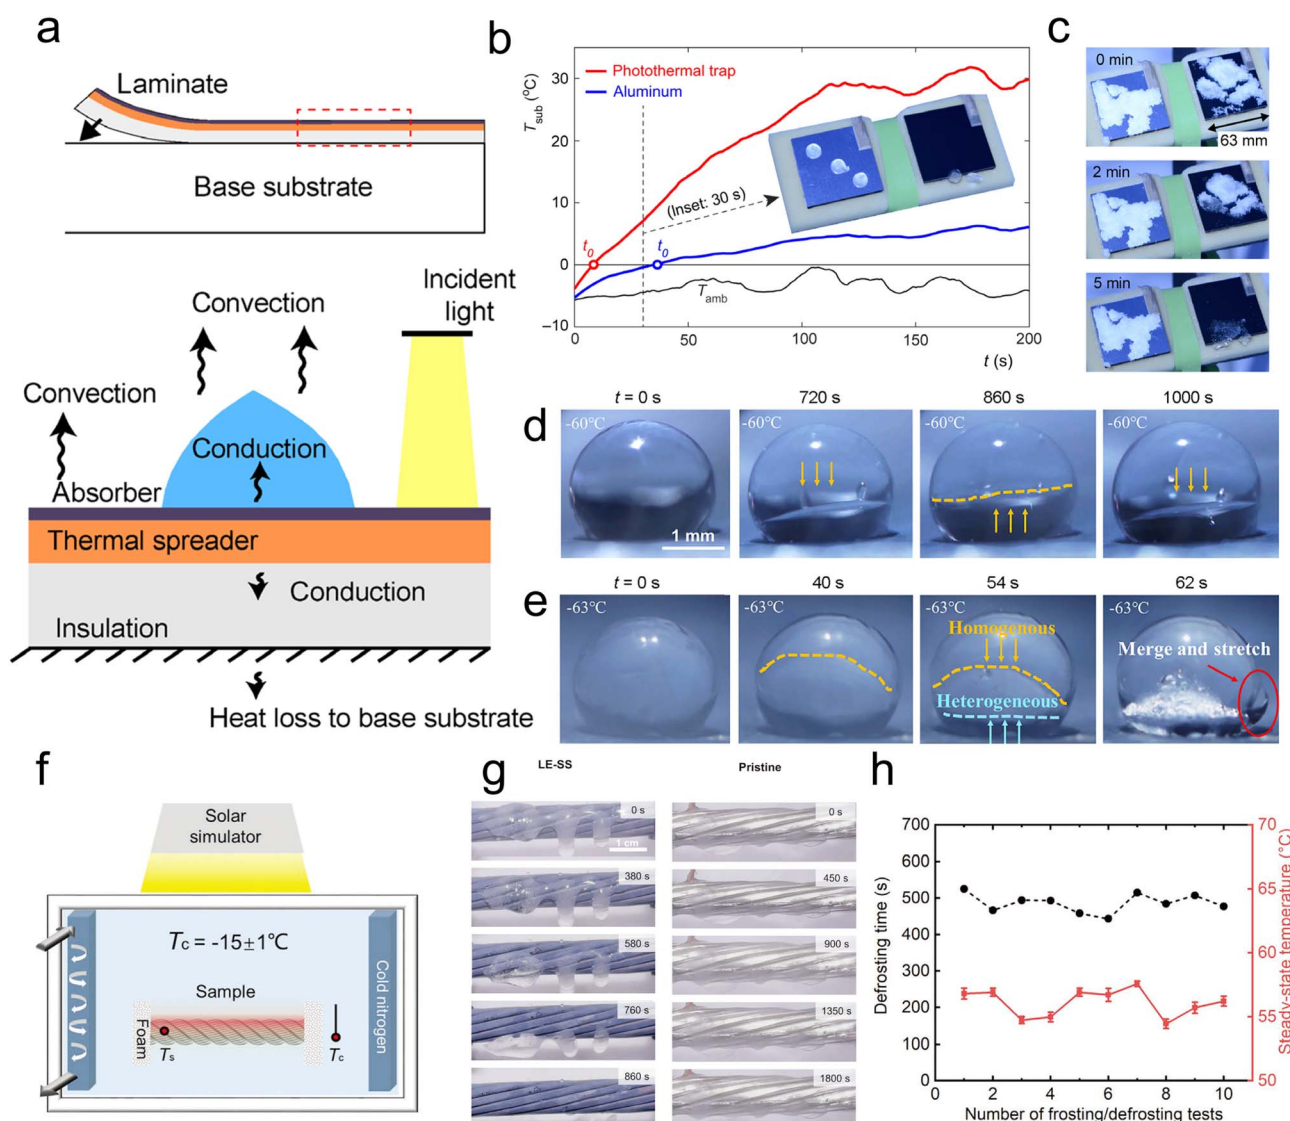 a
Laminate
Base substrate
Convection
Incident
light
Convection
Conduction
Absorber
Thermal spreader
Conduction
Insulation
Heat loss to base substrate
b
Photothermal trap
Aluminum
T_sub (°C)
30
20
10
0
−10
t₀
t₀
(Inset: 30 s)
T_amb
0
50
100
150
200
t (s)
c
0 min
63 mm
2 min
5 min
d
t = 0 s
720 s
860 s
1000 s
-60°C
-60°C
-60°C
-60°C
1 mm
e
t = 0 s
40 s
54 s
62 s
-63°C
-63°C
-63°C
-63°C
Homogenous
Heterogeneous
Merge and stretch
f
Solar
simulator
T_c = -15±1°C
Sample
Foam
T_s
T_c
Cold nitrogen
g
LE-SS
Pristine
0 s
1 cm
380 s
580 s
760 s
860 s
0 s
450 s
900 s
1350 s
1800 s
h
Defrosting time (s)
700
600
500
400
300
200
100
0
0
2
4
6
8
10
Number of frosting/defrosting tests
70
65
60
55
50
Steady-state temperature (°C)